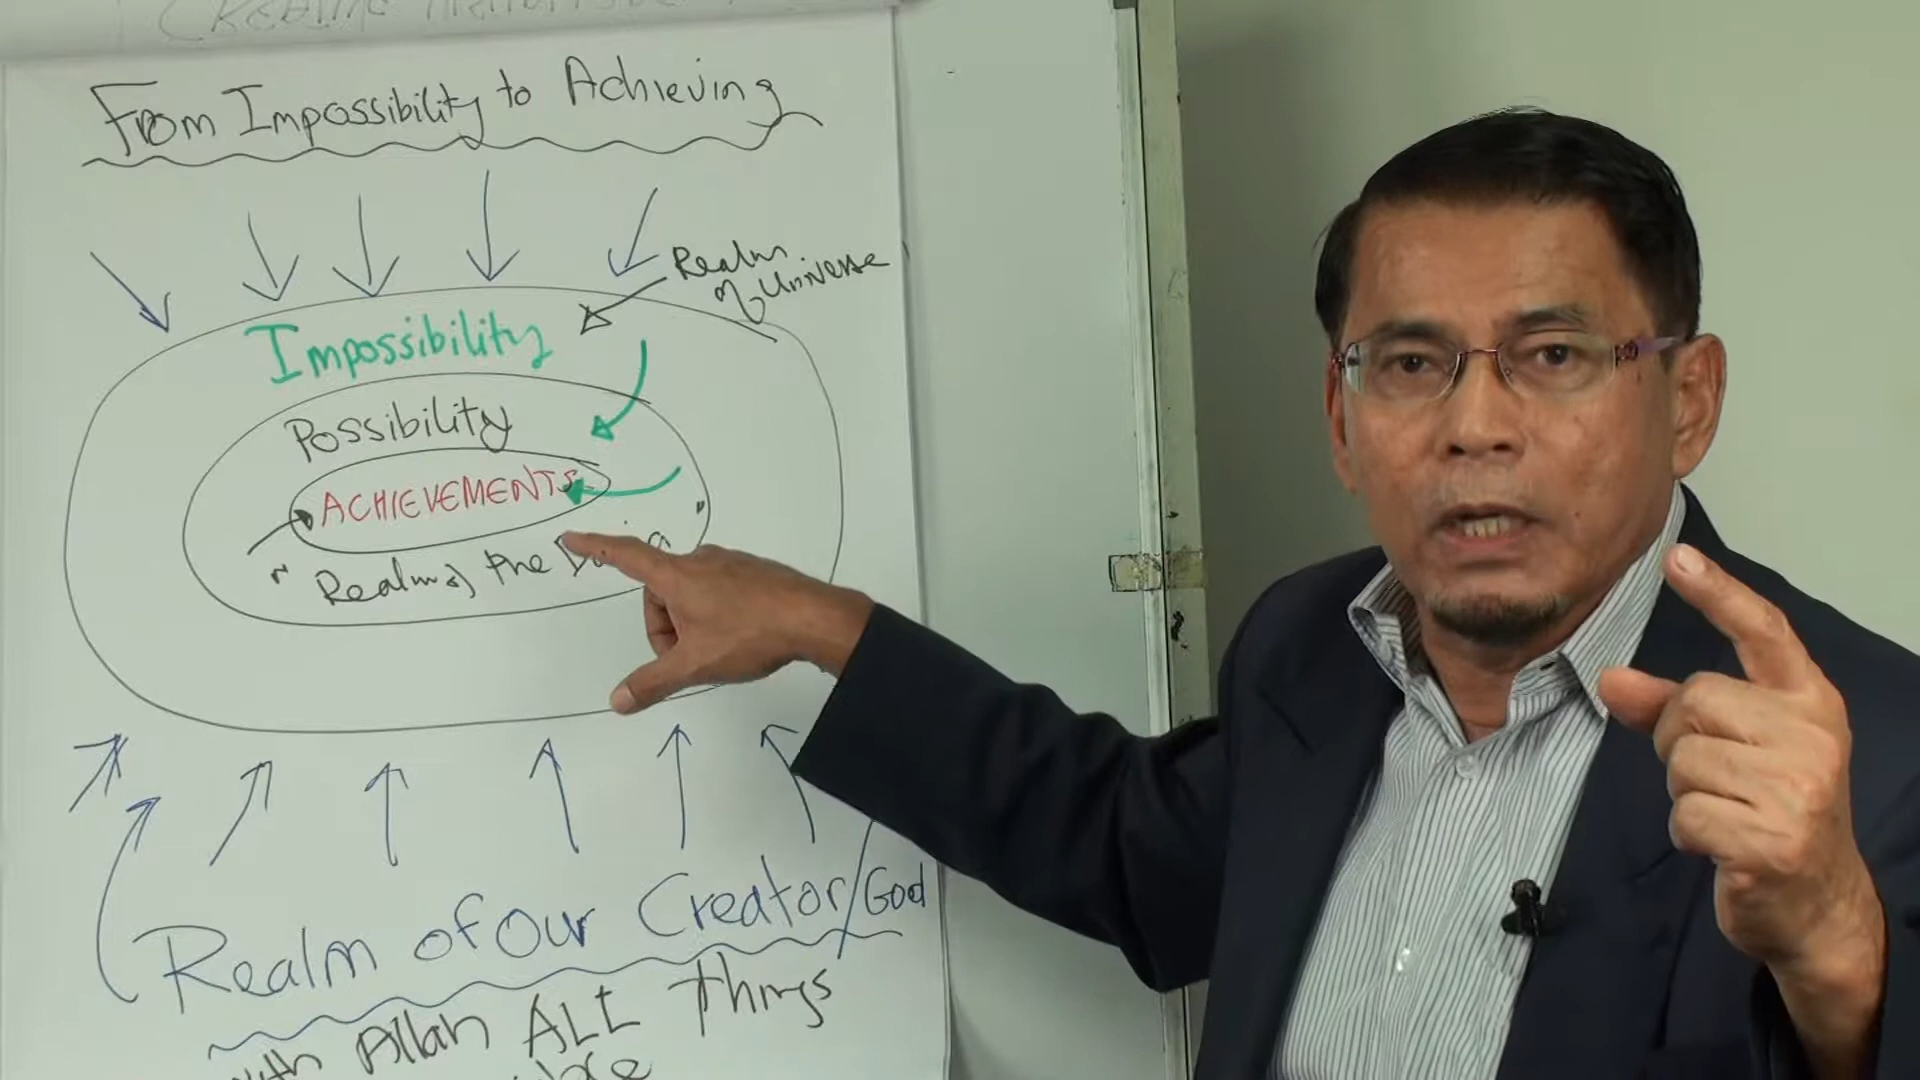 From Impossibility to Achieving
Realm
of Universe
Impossibility
Possibility
ACHIEVEMENTS
" Realm of the "
Realm of Our Creator/God
with Allah ALL Things